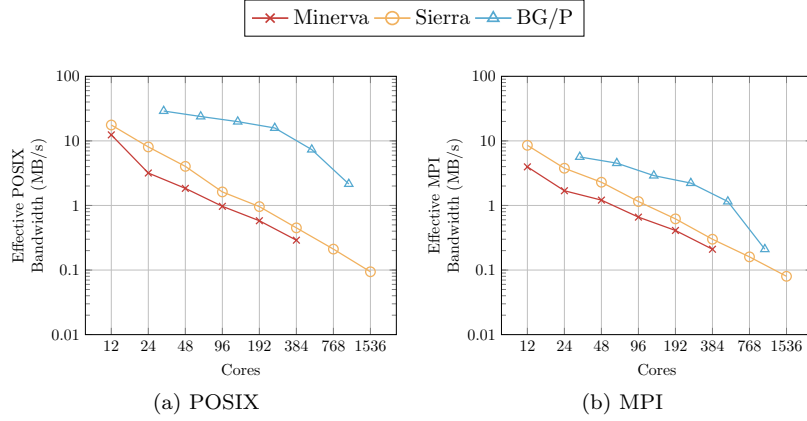 Minerva Sierra BG/P
100
10
1
0.1
0.01
Effective POSIX
Bandwidth (MB/s)
12 24 48 96 192 384 768 1536
Cores
(a) POSIX
100
10
1
0.1
0.01
Effective MPI
Bandwidth (MB/s)
12 24 48 96 192 384 768 1536
Cores
(b) MPI